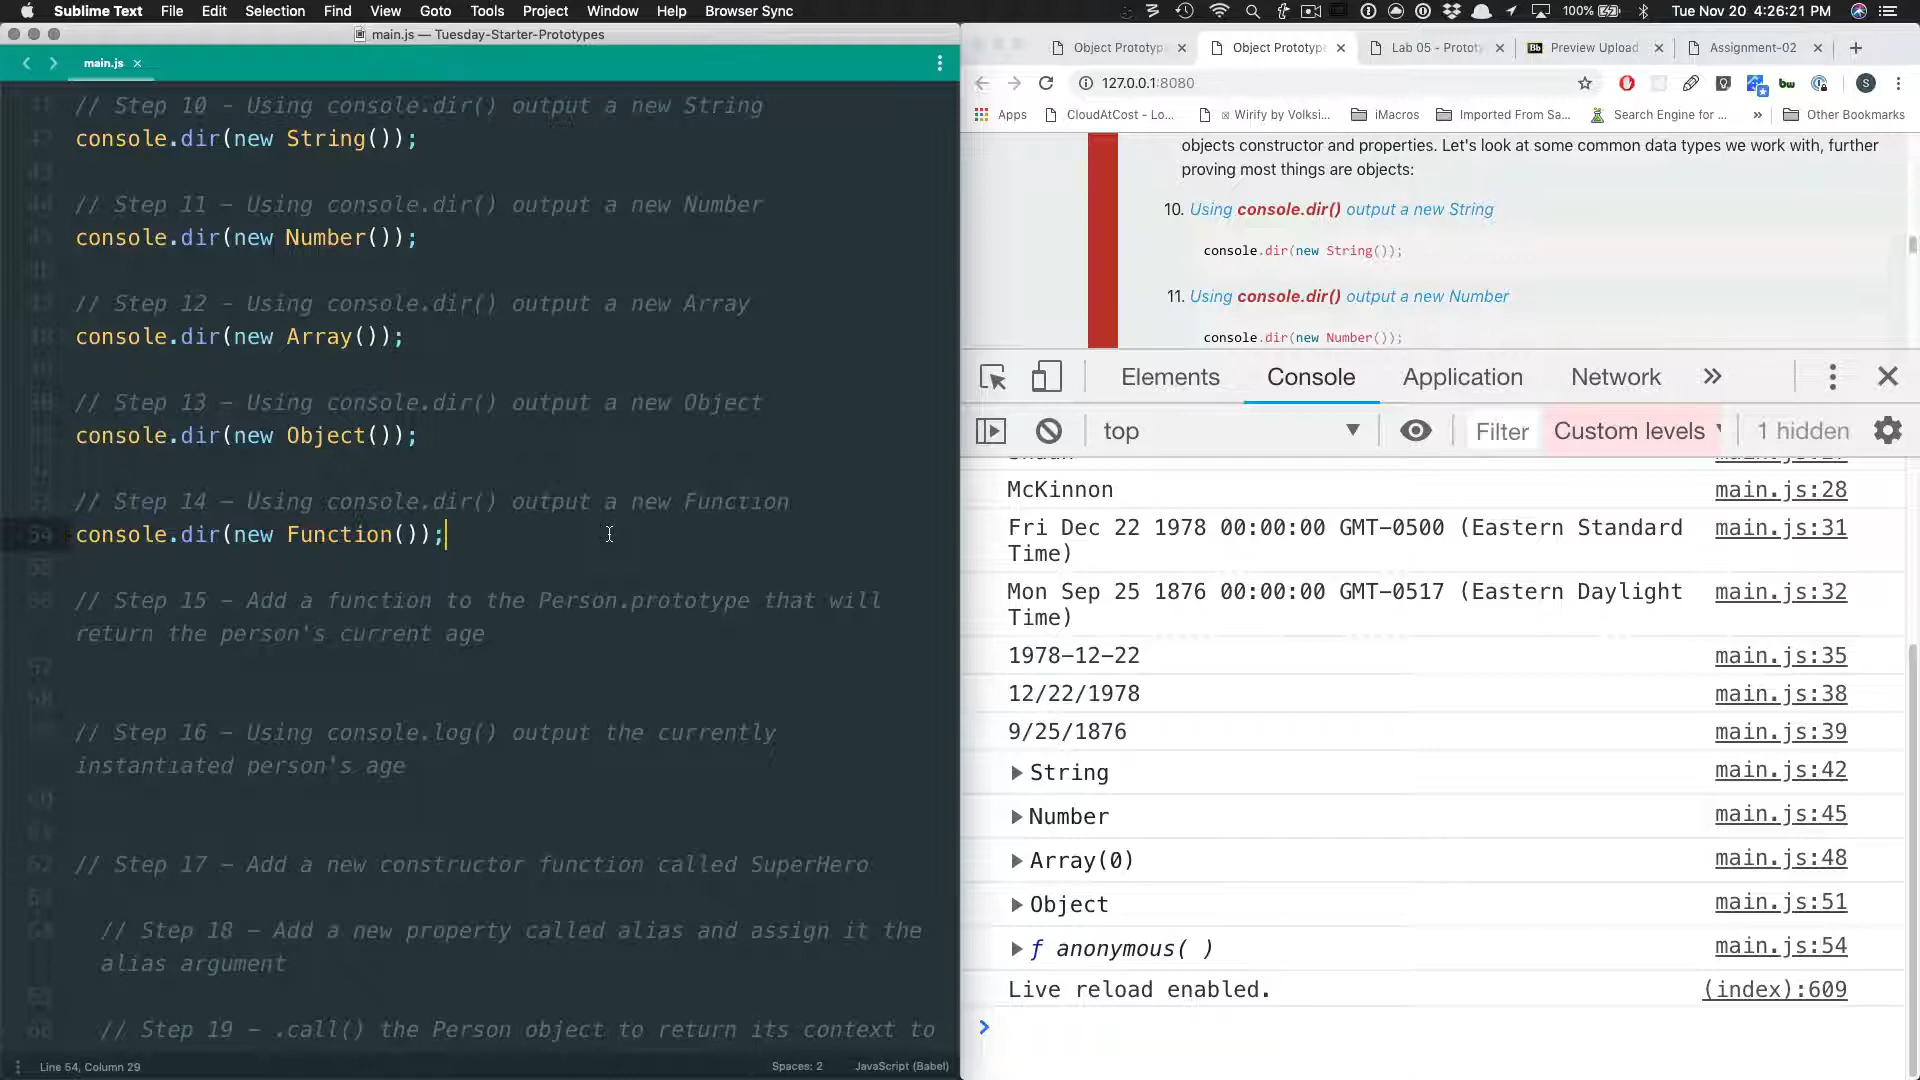 Sublime Text File Edit Selection Find View Goto Tools Project Window Help Browser Sync 100% Tue Nov 20 4:26:21 PM
main.js — Tuesday-Starter-Prototypes
main.js
// Step 10 - Using console.dir() output a new String
console.dir(new String());
// Step 11 - Using console.dir() output a new Number
console.dir(new Number());
// Step 12 - Using console.dir() output a new Array
console.dir(new Array());
// Step 13 - Using console.dir() output a new Object
console.dir(new Object());
// Step 14 - Using console.dir() output a new Function
54 console.dir(new Function());
// Step 15 - Add a function to the Person.prototype that will
return the person's current age
// Step 16 - Using console.log() output the currently
instantiated person's age
// Step 17 - Add a new constructor function called SuperHero
// Step 18 - Add a new property called alias and assign it the
alias argument
// Step 19 - .call() the Person object to return its context to
Line 54, Column 29 Spaces: 2 JavaScript (Babel)
Object Prototyp Object Prototype Lab 05 - Protot Bb Preview Upload Assignment-02
127.0.0.1:8080 bw S
Apps CloudAtCost - Lo... Wirify by Volksi... iMacros Imported From Sa... Search Engine for ... » Other Bookmarks
objects constructor and properties. Let's look at some common data types we work with, further
proving most things are objects:
10. Using console.dir() output a new String
console.dir(new String());
11. Using console.dir() output a new Number
console.dir(new Number());
Elements Console Application Network »
top Filter Custom levels 1 hidden
McKinnon main.js:28
Fri Dec 22 1978 00:00:00 GMT-0500 (Eastern Standard main.js:31
Time)
Mon Sep 25 1876 00:00:00 GMT-0517 (Eastern Daylight main.js:32
Time)
1978-12-22 main.js:35
12/22/1978 main.js:38
9/25/1876 main.js:39
String main.js:42
Number main.js:45
Array(0) main.js:48
Object main.js:51
ƒ anonymous( ) main.js:54
Live reload enabled. (index):609